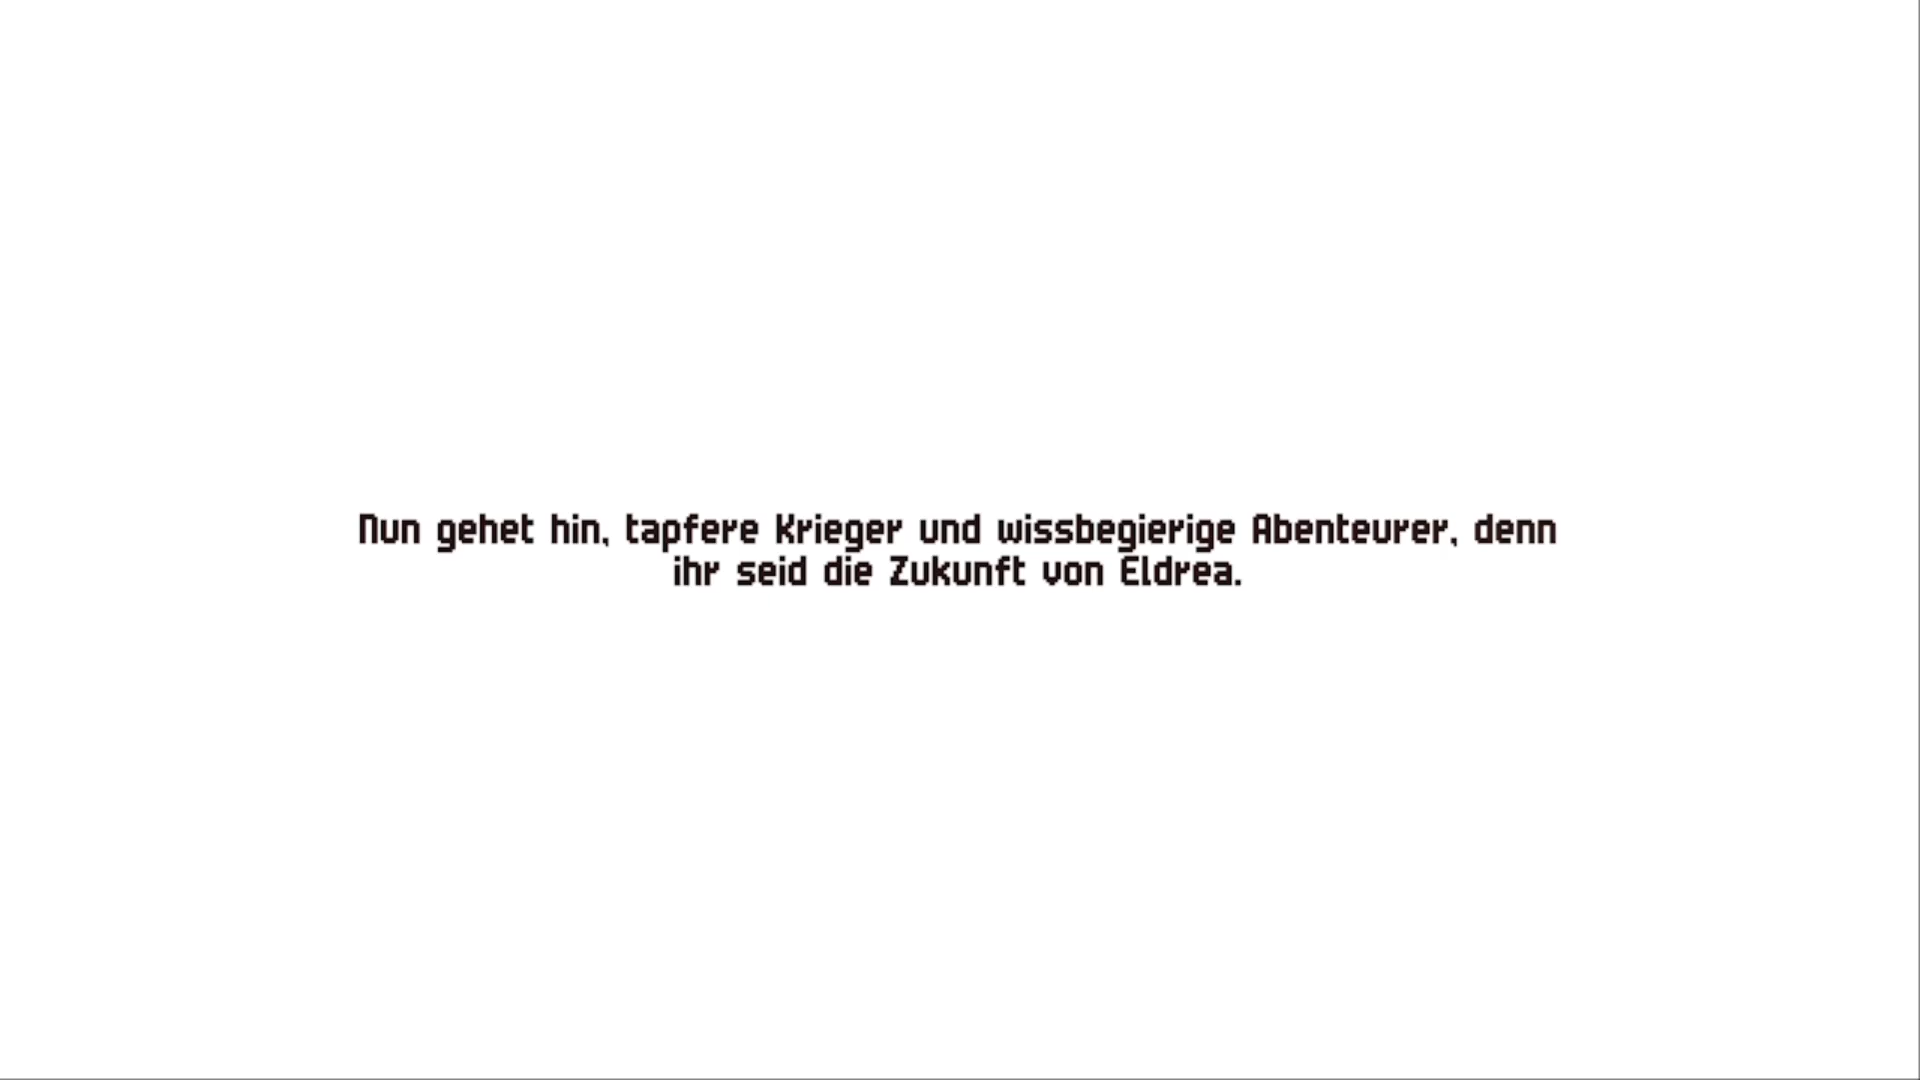 Nun gehet hin, tapfere Krieger und wissbegierige Abenteurer, denn
ihr seid die Zukunft von Eldrea.